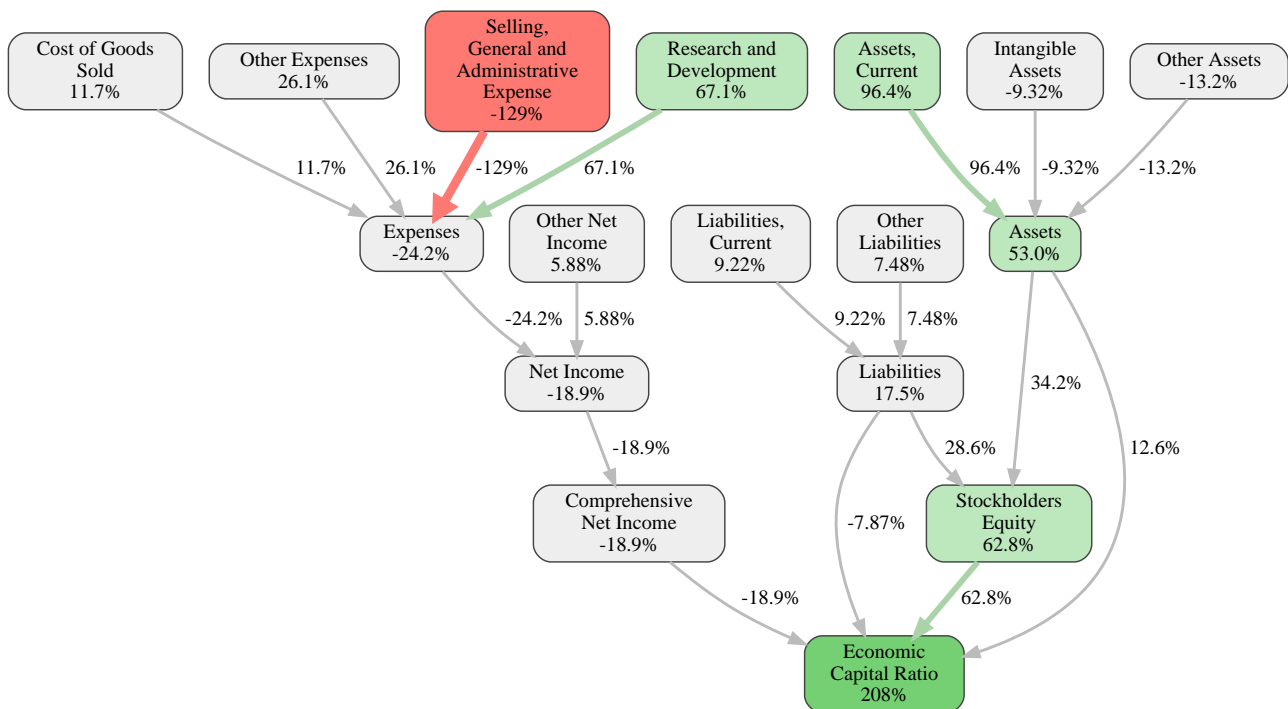 Cost of Goods
Sold
11.7%
Other Expenses
26.1%
Selling,
General and
Administrative
Expense
-129%
Research and
Development
67.1%
Assets,
Current
96.4%
Intangible
Assets
-9.32%
Other Assets
-13.2%
11.7%
26.1%
-129%
67.1%
96.4%
-9.32%
-13.2%
Expenses
-24.2%
Other Net
Income
5.88%
Liabilities,
Current
9.22%
Other
Liabilities
7.48%
Assets
53.0%
-24.2%
5.88%
9.22%
7.48%
Net Income
-18.9%
Liabilities
17.5%
34.2%
12.6%
-18.9%
28.6%
Comprehensive
Net Income
-18.9%
-7.87%
Stockholders
Equity
62.8%
-18.9%
62.8%
Economic
Capital Ratio
208%